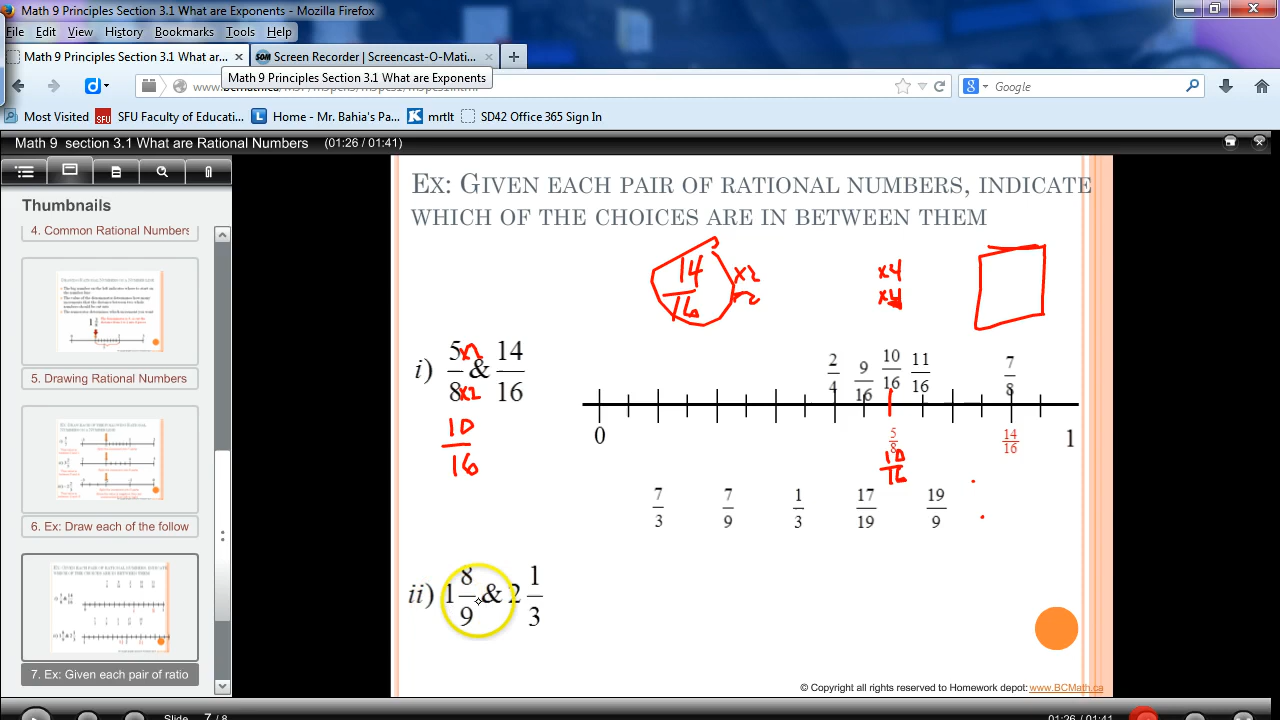 Math 9 Principles Section 3.1 What are Exponents - Mozilla Firefox
File Edit View History Bookmarks Tools Help
Math 9 Principles Section 3.1 What ar... × Screen Recorder | Screencast-O-Mati... × +
Math 9 Principles Section 3.1 What are Exponents
Google
Most Visited SFU Faculty of Educati... Home - Mr. Bahia's Pa... mrtlt SD42 Office 365 Sign In
Math 9 section 3.1 What are Rational Numbers (01:26 / 01:41)
Thumbnails
4. Common Rational Numbers
5. Drawing Rational Numbers
6. Ex: Draw each of the follow
7. Ex: Given each pair of ratio
EX: GIVEN EACH PAIR OF RATIONAL NUMBERS, INDICATE
WHICH OF THE CHOICES ARE IN BETWEEN THEM
14/16 ×2 ×4 ×4
i) 5/8 & 14/16
×2
10/16
2/4 9/16 10/16 11/16 7/8
0 5/8 14/16 1
10/16
7/3 7/9 1/3 17/19 19/9
ii) 1 8/9 & 2 1/3
© Copyright all rights reserved to Homework depot: www.BCMath.ca
Slide 7 / 8 01:26 / 01:41